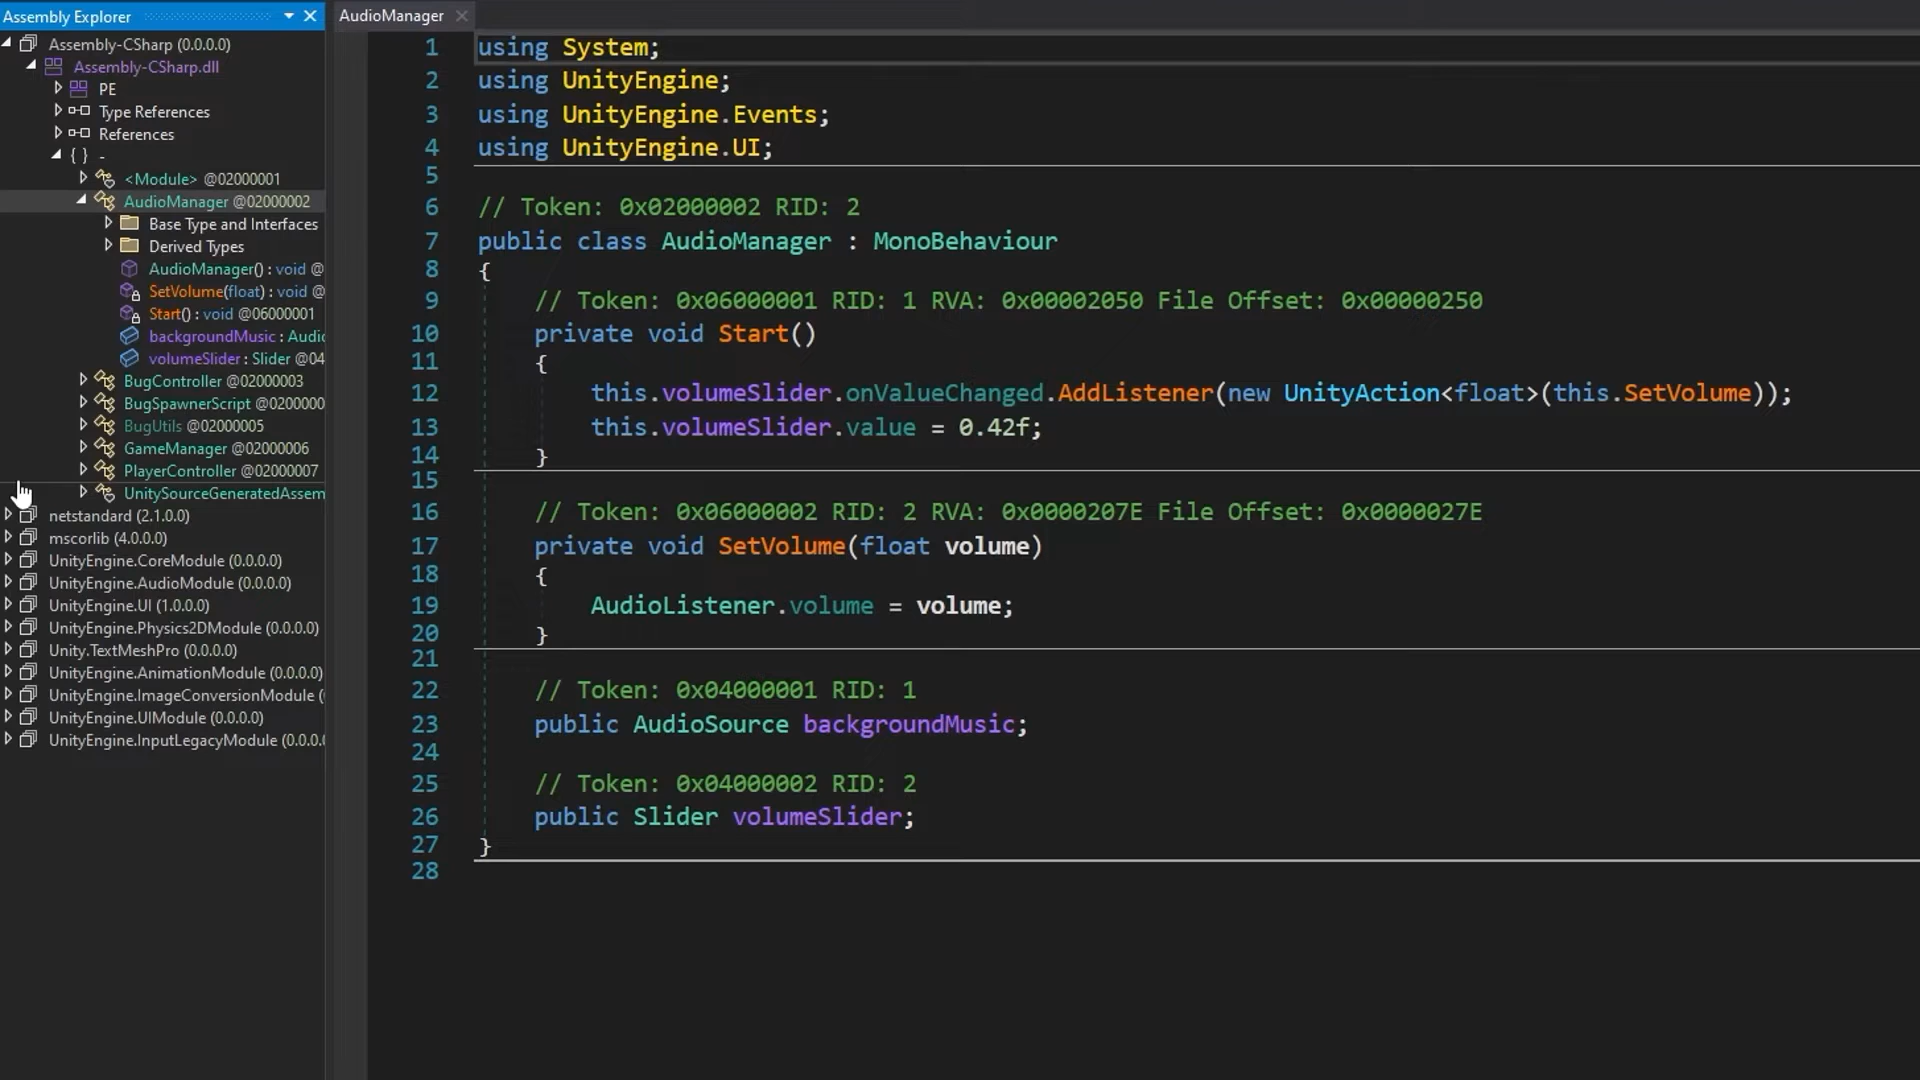 Assembly Explorer
Assembly-CSharp (0.0.0.0)
Assembly-CSharp.dll
PE
Type References
References
{ } -
<Module> @02000001
AudioManager @02000002
Base Type and Interfaces
Derived Types
AudioManager() : void @
SetVolume(float) : void @
Start() : void @06000001
backgroundMusic : Audio
volumeSlider : Slider @04
BugController @02000003
BugSpawnerScript @0200000
BugUtils @02000005
GameManager @02000006
PlayerController @02000007
UnitySourceGeneratedAssem
netstandard (2.1.0.0)
mscorlib (4.0.0.0)
UnityEngine.CoreModule (0.0.0.0)
UnityEngine.AudioModule (0.0.0.0)
UnityEngine.UI (1.0.0.0)
UnityEngine.Physics2DModule (0.0.0.0)
Unity.TextMeshPro (0.0.0.0)
UnityEngine.AnimationModule (0.0.0.0)
UnityEngine.ImageConversionModule (
UnityEngine.UIModule (0.0.0.0)
UnityEngine.InputLegacyModule (0.0.0.
AudioManager
1 using System;
2 using UnityEngine;
3 using UnityEngine.Events;
4 using UnityEngine.UI;
5
6 // Token: 0x02000002 RID: 2
7 public class AudioManager : MonoBehaviour
8 {
9 // Token: 0x06000001 RID: 1 RVA: 0x00002050 File Offset: 0x00000250
10 private void Start()
11 {
12 this.volumeSlider.onValueChanged.AddListener(new UnityAction<float>(this.SetVolume));
13 this.volumeSlider.value = 0.42f;
14 }
15
16 // Token: 0x06000002 RID: 2 RVA: 0x0000207E File Offset: 0x0000027E
17 private void SetVolume(float volume)
18 {
19 AudioListener.volume = volume;
20 }
21
22 // Token: 0x04000001 RID: 1
23 public AudioSource backgroundMusic;
24
25 // Token: 0x04000002 RID: 2
26 public Slider volumeSlider;
27 }
28